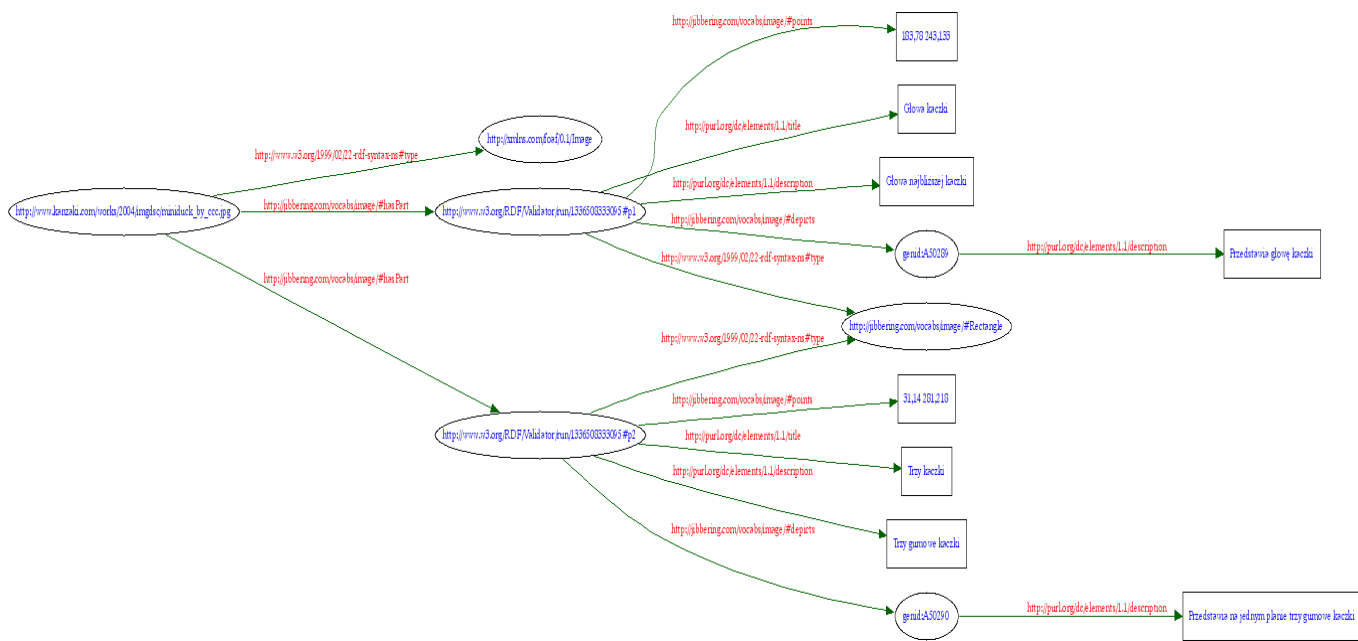 http://jibbering.com/vocabs/image/#points
183,78 243,133
Głowa kaczki
http://purl.org/dc/elements/1.1/title
http://xmlns.com/foaf/0.1/Image
http://www.w3.org/1999/02/22-rdf-syntax-ns#type
http://purl.org/dc/elements/1.1/description
Głowa najbliższej kaczki
http://www.kanzaki.com/works/2004/imgdsc/miniduck_by_ccc.jpg
http://jibbering.com/vocabs/image/#hasPart
http://www.w3.org/RDF/Validator/run/1336508333095#p1
http://jibbering.com/vocabs/image/#depicts
genid:A50289
http://purl.org/dc/elements/1.1/description
Przedstawia głowę kaczki
http://www.w3.org/1999/02/22-rdf-syntax-ns#type
http://jibbering.com/vocabs/image/#hasPart
http://jibbering.com/vocabs/image/#Rectangle
http://www.w3.org/1999/02/22-rdf-syntax-ns#type
http://jibbering.com/vocabs/image/#points
31,14 281,218
http://www.w3.org/RDF/Validator/run/1336508333095#p2
http://purl.org/dc/elements/1.1/title
Trzy kaczki
http://purl.org/dc/elements/1.1/description
Trzy gumowe kaczki
http://jibbering.com/vocabs/image/#depicts
genid:A50290
http://purl.org/dc/elements/1.1/description
Przedstawia na jednym planie trzy gumowe kaczki